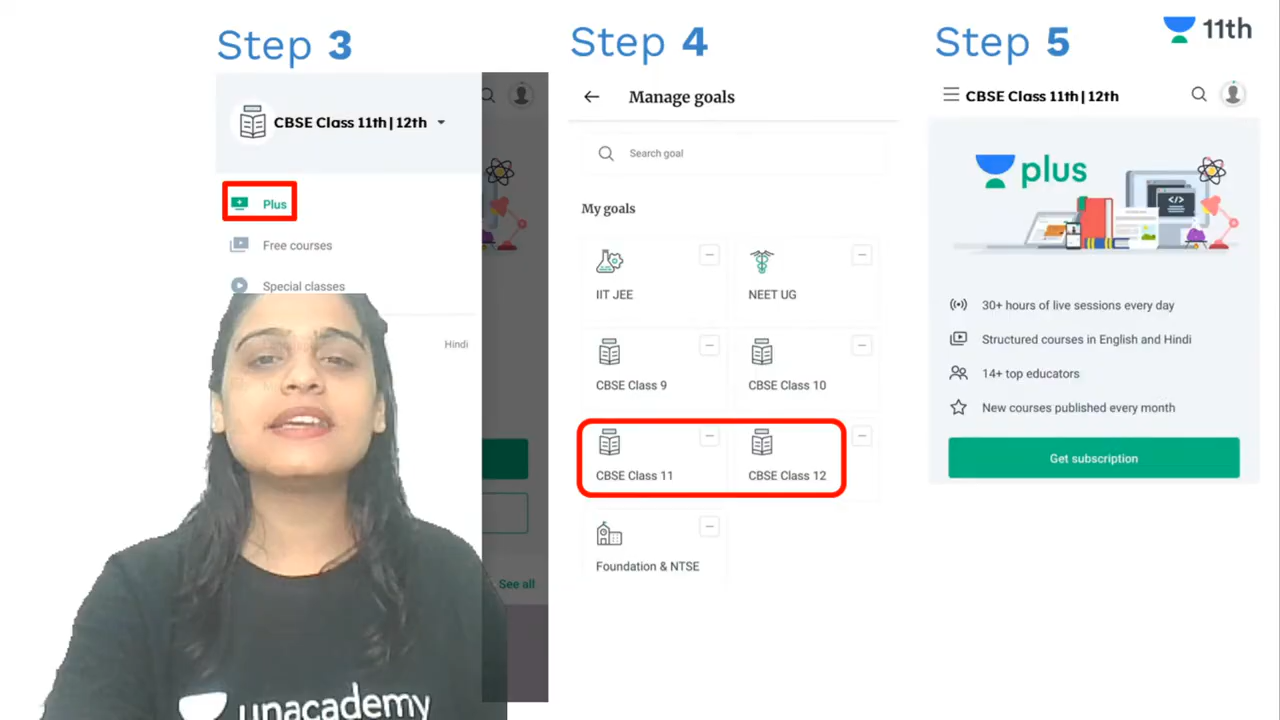 Step 3
CBSE Class 11th | 12th
Plus
Free courses
Special classes
Hindi
See all
unacademy
Step 4
Manage goals
Search goal
My goals
IIT JEE
NEET UG
CBSE Class 9
CBSE Class 10
CBSE Class 11
CBSE Class 12
Foundation & NTSE
Step 5
11th
CBSE Class 11th | 12th
plus
</>
30+ hours of live sessions every day
Structured courses in English and Hindi
14+ top educators
New courses published every month
Get subscription